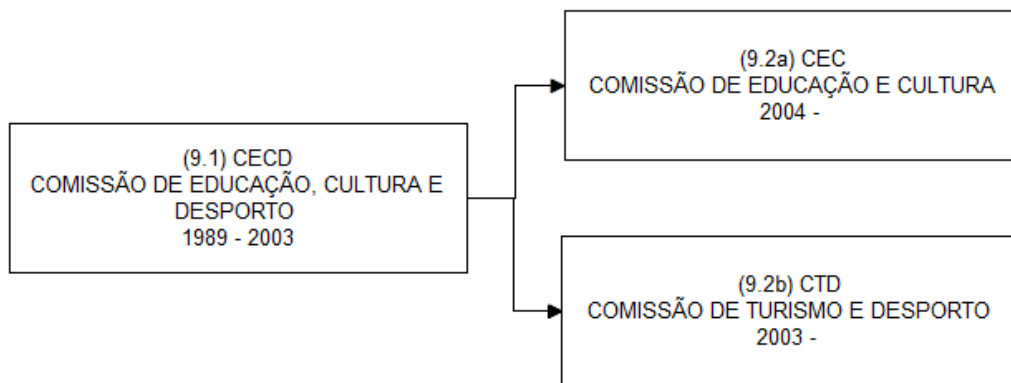 (9.1) CECD
COMISSÃO DE EDUCAÇÃO, CULTURA E
DESPORTO
1989 - 2003
(9.2a) CEC
COMISSÃO DE EDUCAÇÃO E CULTURA
2004 -
(9.2b) CTD
COMISSÃO DE TURISMO E DESPORTO
2003 -